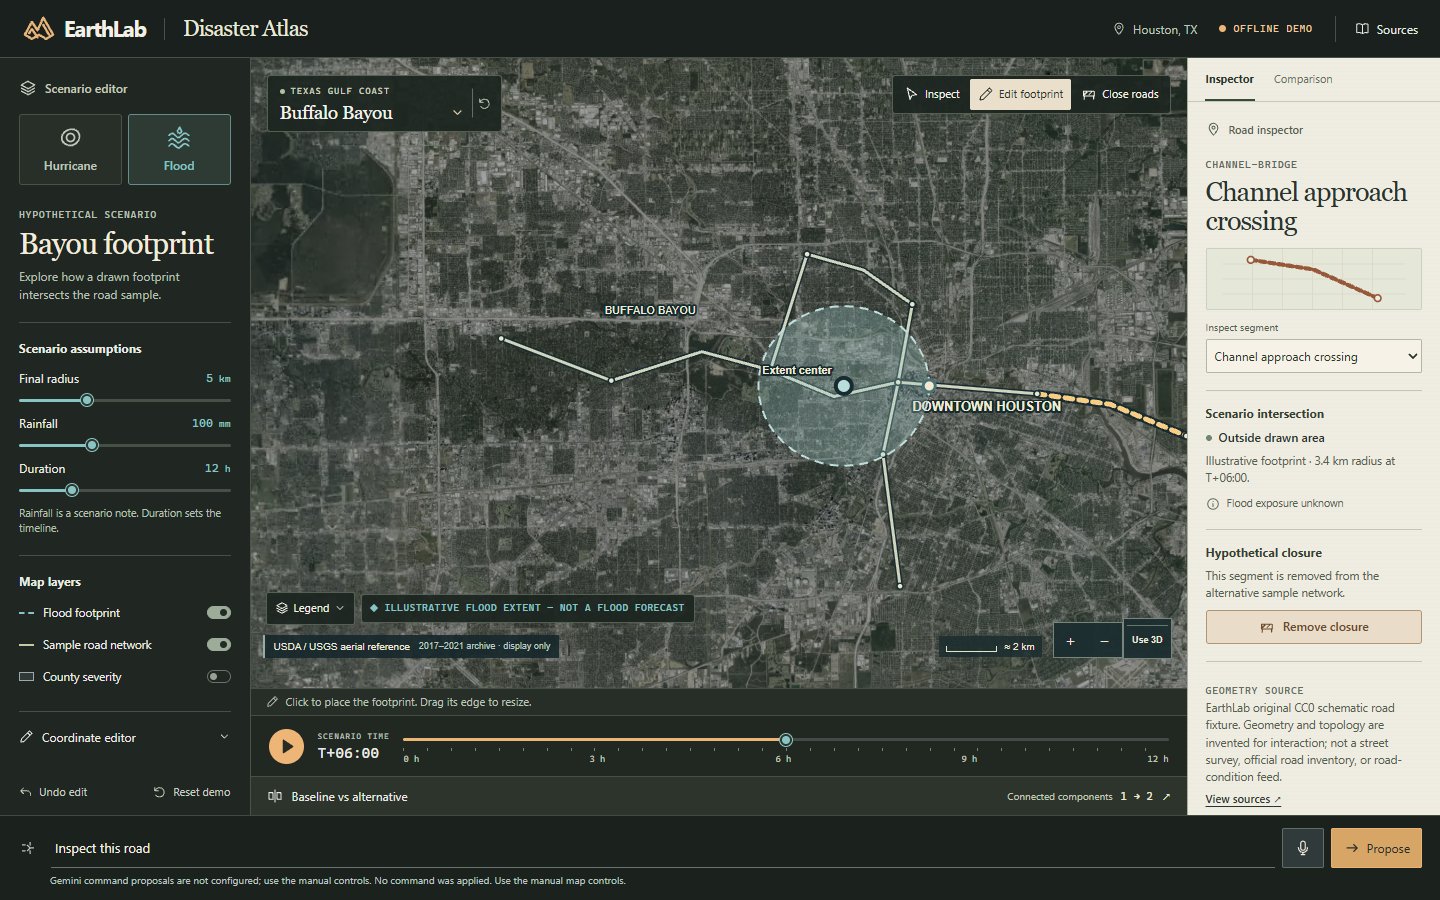 EarthLab
Disaster Atlas
Houston, TX
OFFLINE DEMO
Sources
Scenario editor
Hurricane
Flood
HYPOTHETICAL SCENARIO
Bayou footprint
Explore how a drawn footprint
intersects the road sample.
Scenario assumptions
Final radius 5 km
Rainfall 100 mm
Duration 12 h
Rainfall is a scenario note. Duration sets the
timeline.
Map layers
Flood footprint
Sample road network
County severity
Coordinate editor
Undo edit
Reset demo
TEXAS GULF COAST
Buffalo Bayou
Inspect
Edit footprint
Close roads
BUFFALO BAYOU
Extent center
DOWNTOWN HOUSTON
Legend
ILLUSTRATIVE FLOOD EXTENT — NOT A FLOOD FORECAST
USDA / USGS aerial reference 2017–2021 archive · display only
≈ 2 km
+
−
Use 3D
Click to place the footprint. Drag its edge to resize.
SCENARIO TIME
T+06:00
0 h
3 h
6 h
9 h
12 h
Baseline vs alternative
Connected components 1 → 2 ↗
Inspector
Comparison
Road inspector
CHANNEL-BRIDGE
Channel approach
crossing
Inspect segment
Channel approach crossing
Scenario intersection
Outside drawn area
Illustrative footprint · 3.4 km radius at
T+06:00.
Flood exposure unknown
Hypothetical closure
This segment is removed from the
alternative sample network.
Remove closure
GEOMETRY SOURCE
EarthLab original CC0 schematic road
fixture. Geometry and topology are
invented for interaction; not a street
survey, official road inventory, or road-
condition feed.
View sources ↗
Inspect this road
Propose
Gemini command proposals are not configured; use the manual controls. No command was applied. Use the manual map controls.